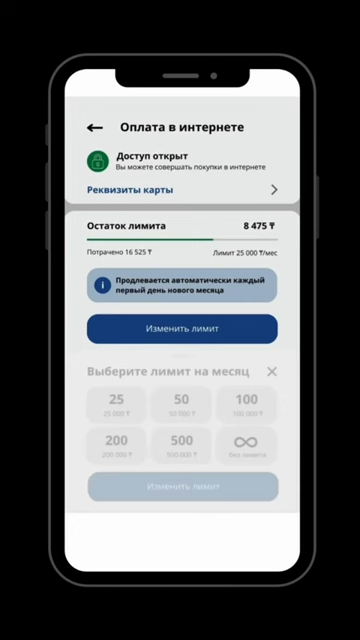 Оплата в интернете
Доступ открыт
Вы можете совершать покупки в интернете
Реквизиты карты
Остаток лимита 8 475 ₸
Потрачено 16 525 ₸ Лимит 25 000 ₸/мес
i Продлевается автоматически каждый
первый день нового месяца
Изменить лимит
Выберите лимит на месяц
25 50 100
25 000 ₸ 50 000 ₸ 100 000 ₸
200 500 ∞
200 000 ₸ 500 000 ₸ без лимита
Изменить лимит